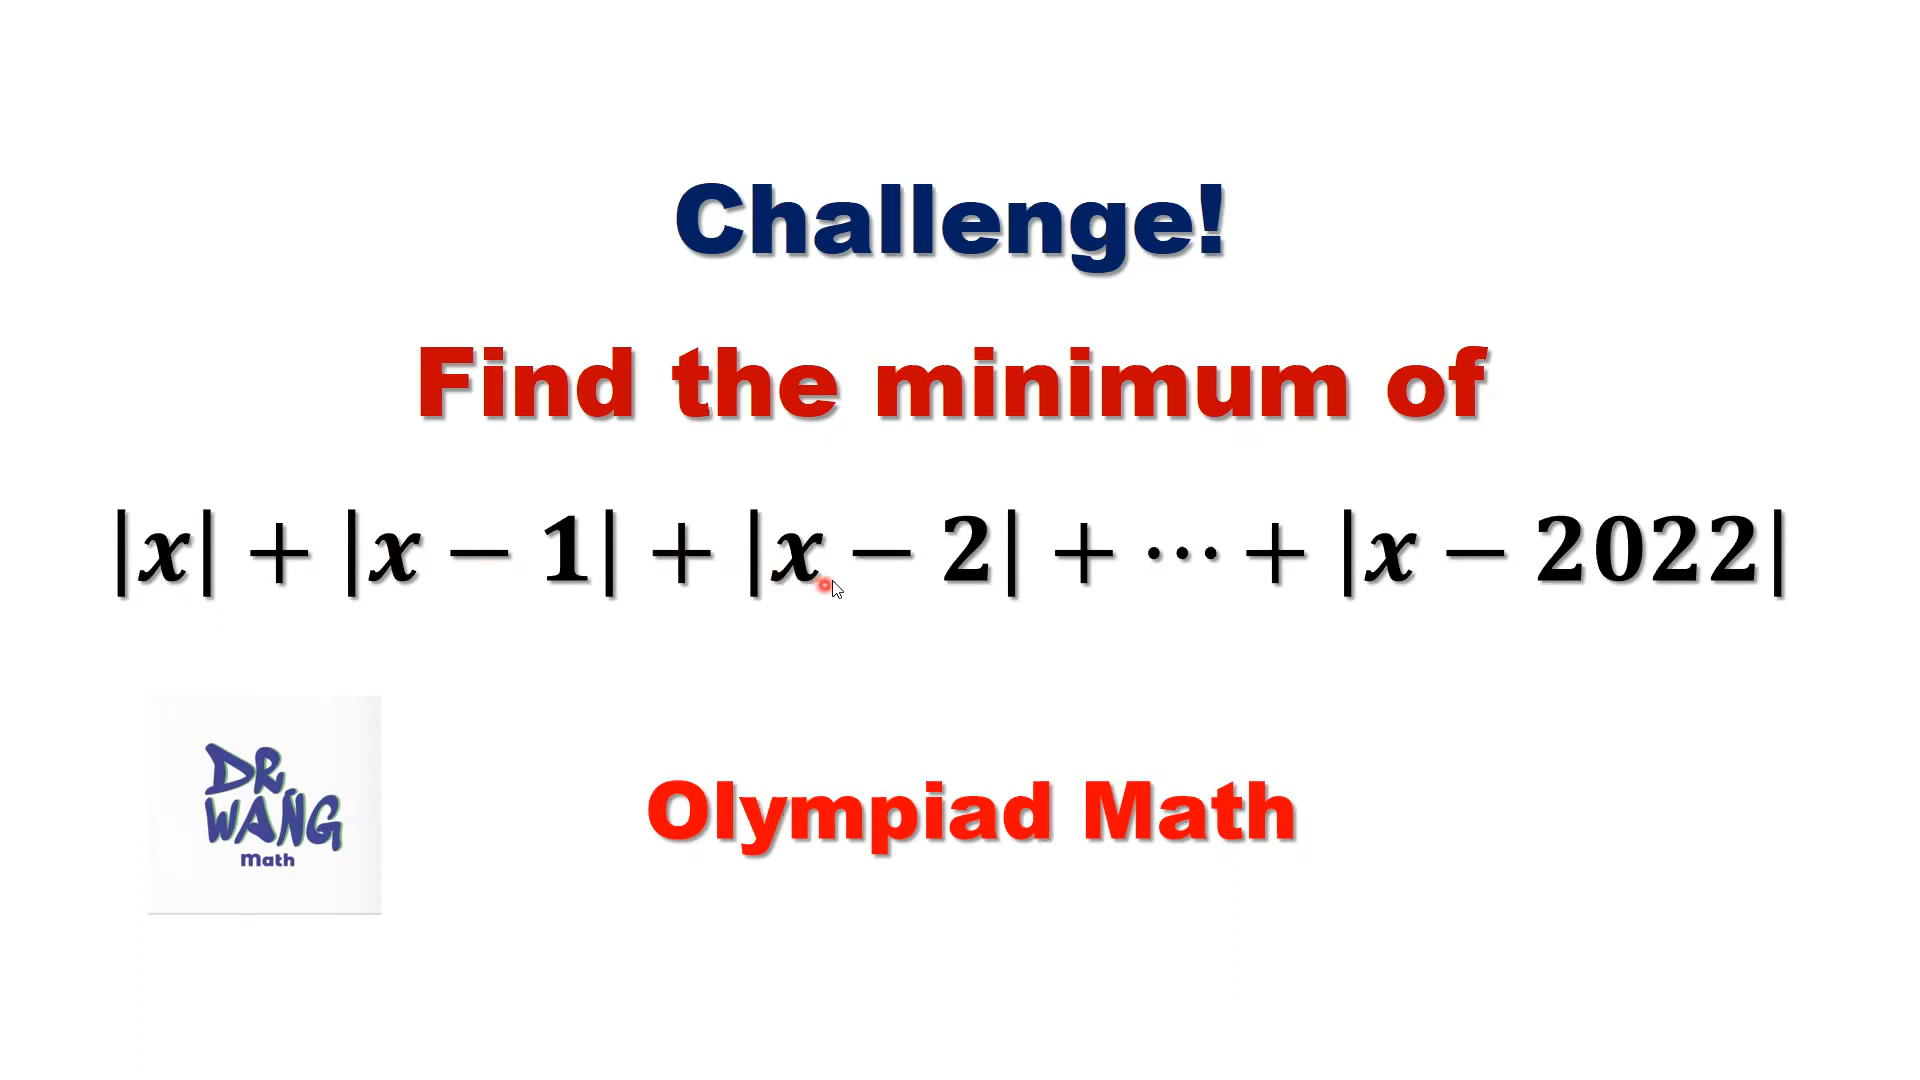 Challenge!
Find the minimum of
|x| + |x − 1| + |x − 2| + ⋯ + |x − 2022|
DR
WANG
Math
Olympiad Math